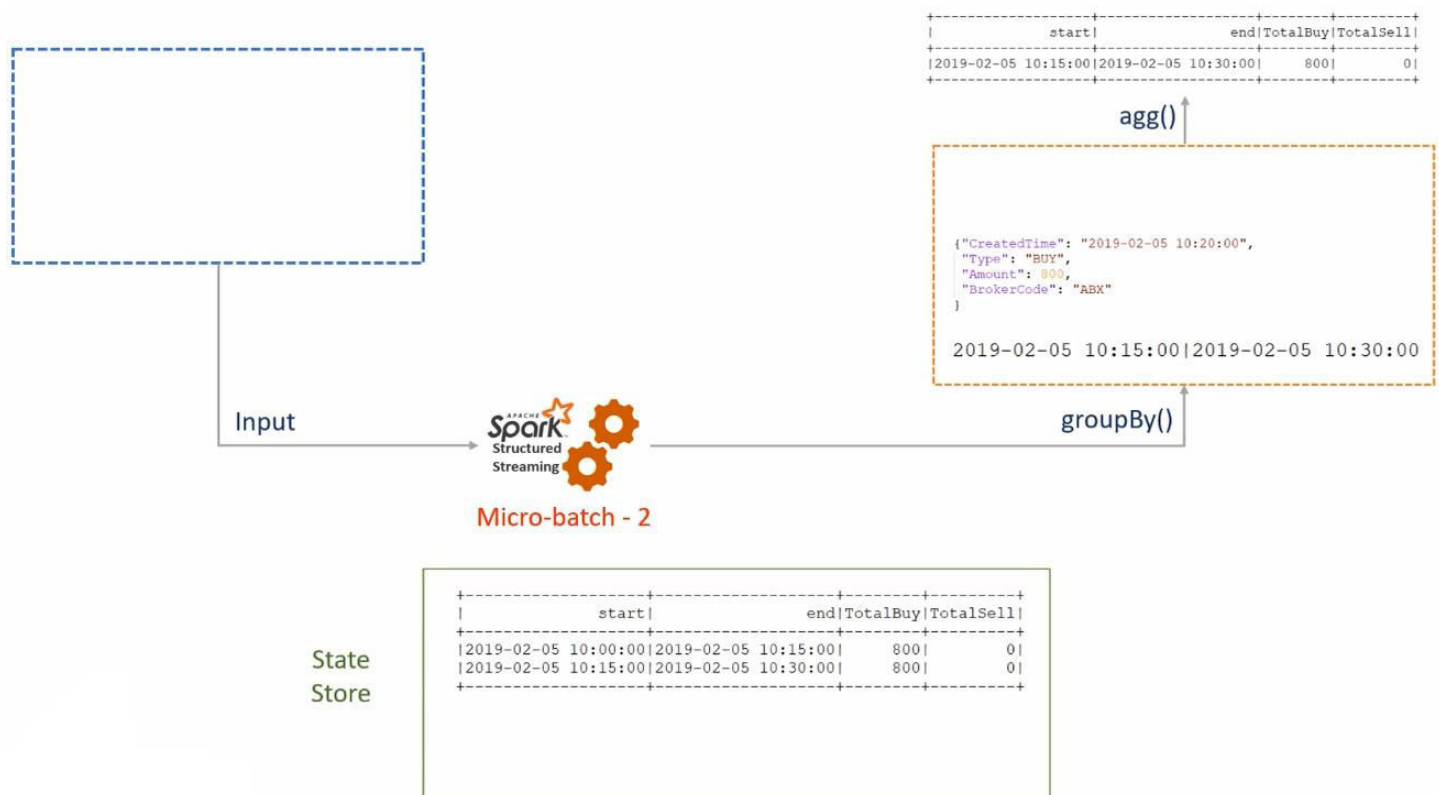 +--------------------+--------------------+--------+---------+
|               start|                 end|TotalBuy|TotalSell|
+--------------------+--------------------+--------+---------+
|2019-02-05 10:15:00|2019-02-05 10:30:00|     800|        0|
+--------------------+--------------------+--------+---------+
agg()
{"CreatedTime": "2019-02-05 10:20:00",
"Type": "BUY",
"Amount": 800,
"BrokerCode": "ABX"
}
2019-02-05 10:15:00|2019-02-05 10:30:00
Input
groupBy()
APACHE
Spark
Structured
Streaming
Micro-batch - 2
+--------------------+--------------------+--------+---------+
|               start|                 end|TotalBuy|TotalSell|
+--------------------+--------------------+--------+---------+
|2019-02-05 10:00:00|2019-02-05 10:15:00|     800|        0|
|2019-02-05 10:15:00|2019-02-05 10:30:00|     800|        0|
+--------------------+--------------------+--------+---------+
State
Store